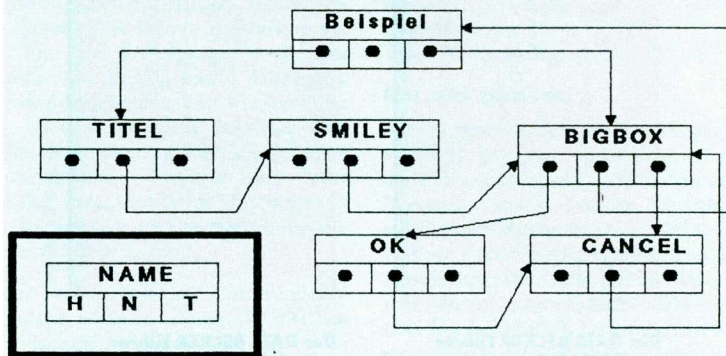 Beispiel
TITEL
SMILEY
BIGBOX
OK
CANCEL
NAME
H N T